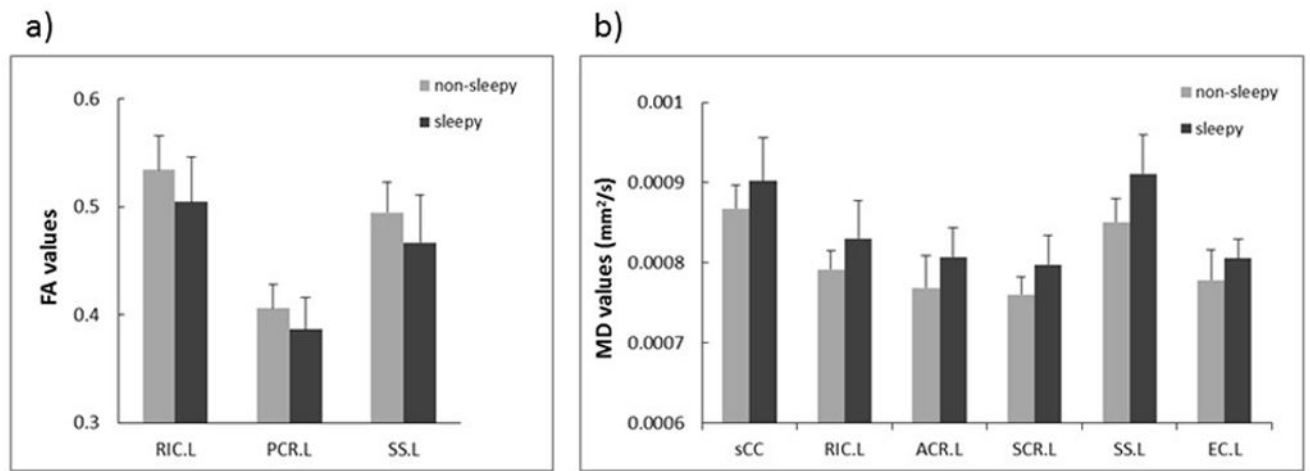 a)
non-sleepy
sleepy
0.6
0.5
0.4
0.3
FA values
RIC.L PCR.L SS.L
b)
non-sleepy
sleepy
0.001
0.0009
0.0008
0.0007
0.0006
MD values (mm²/s)
sCC RIC.L ACR.L SCR.L SS.L EC.L